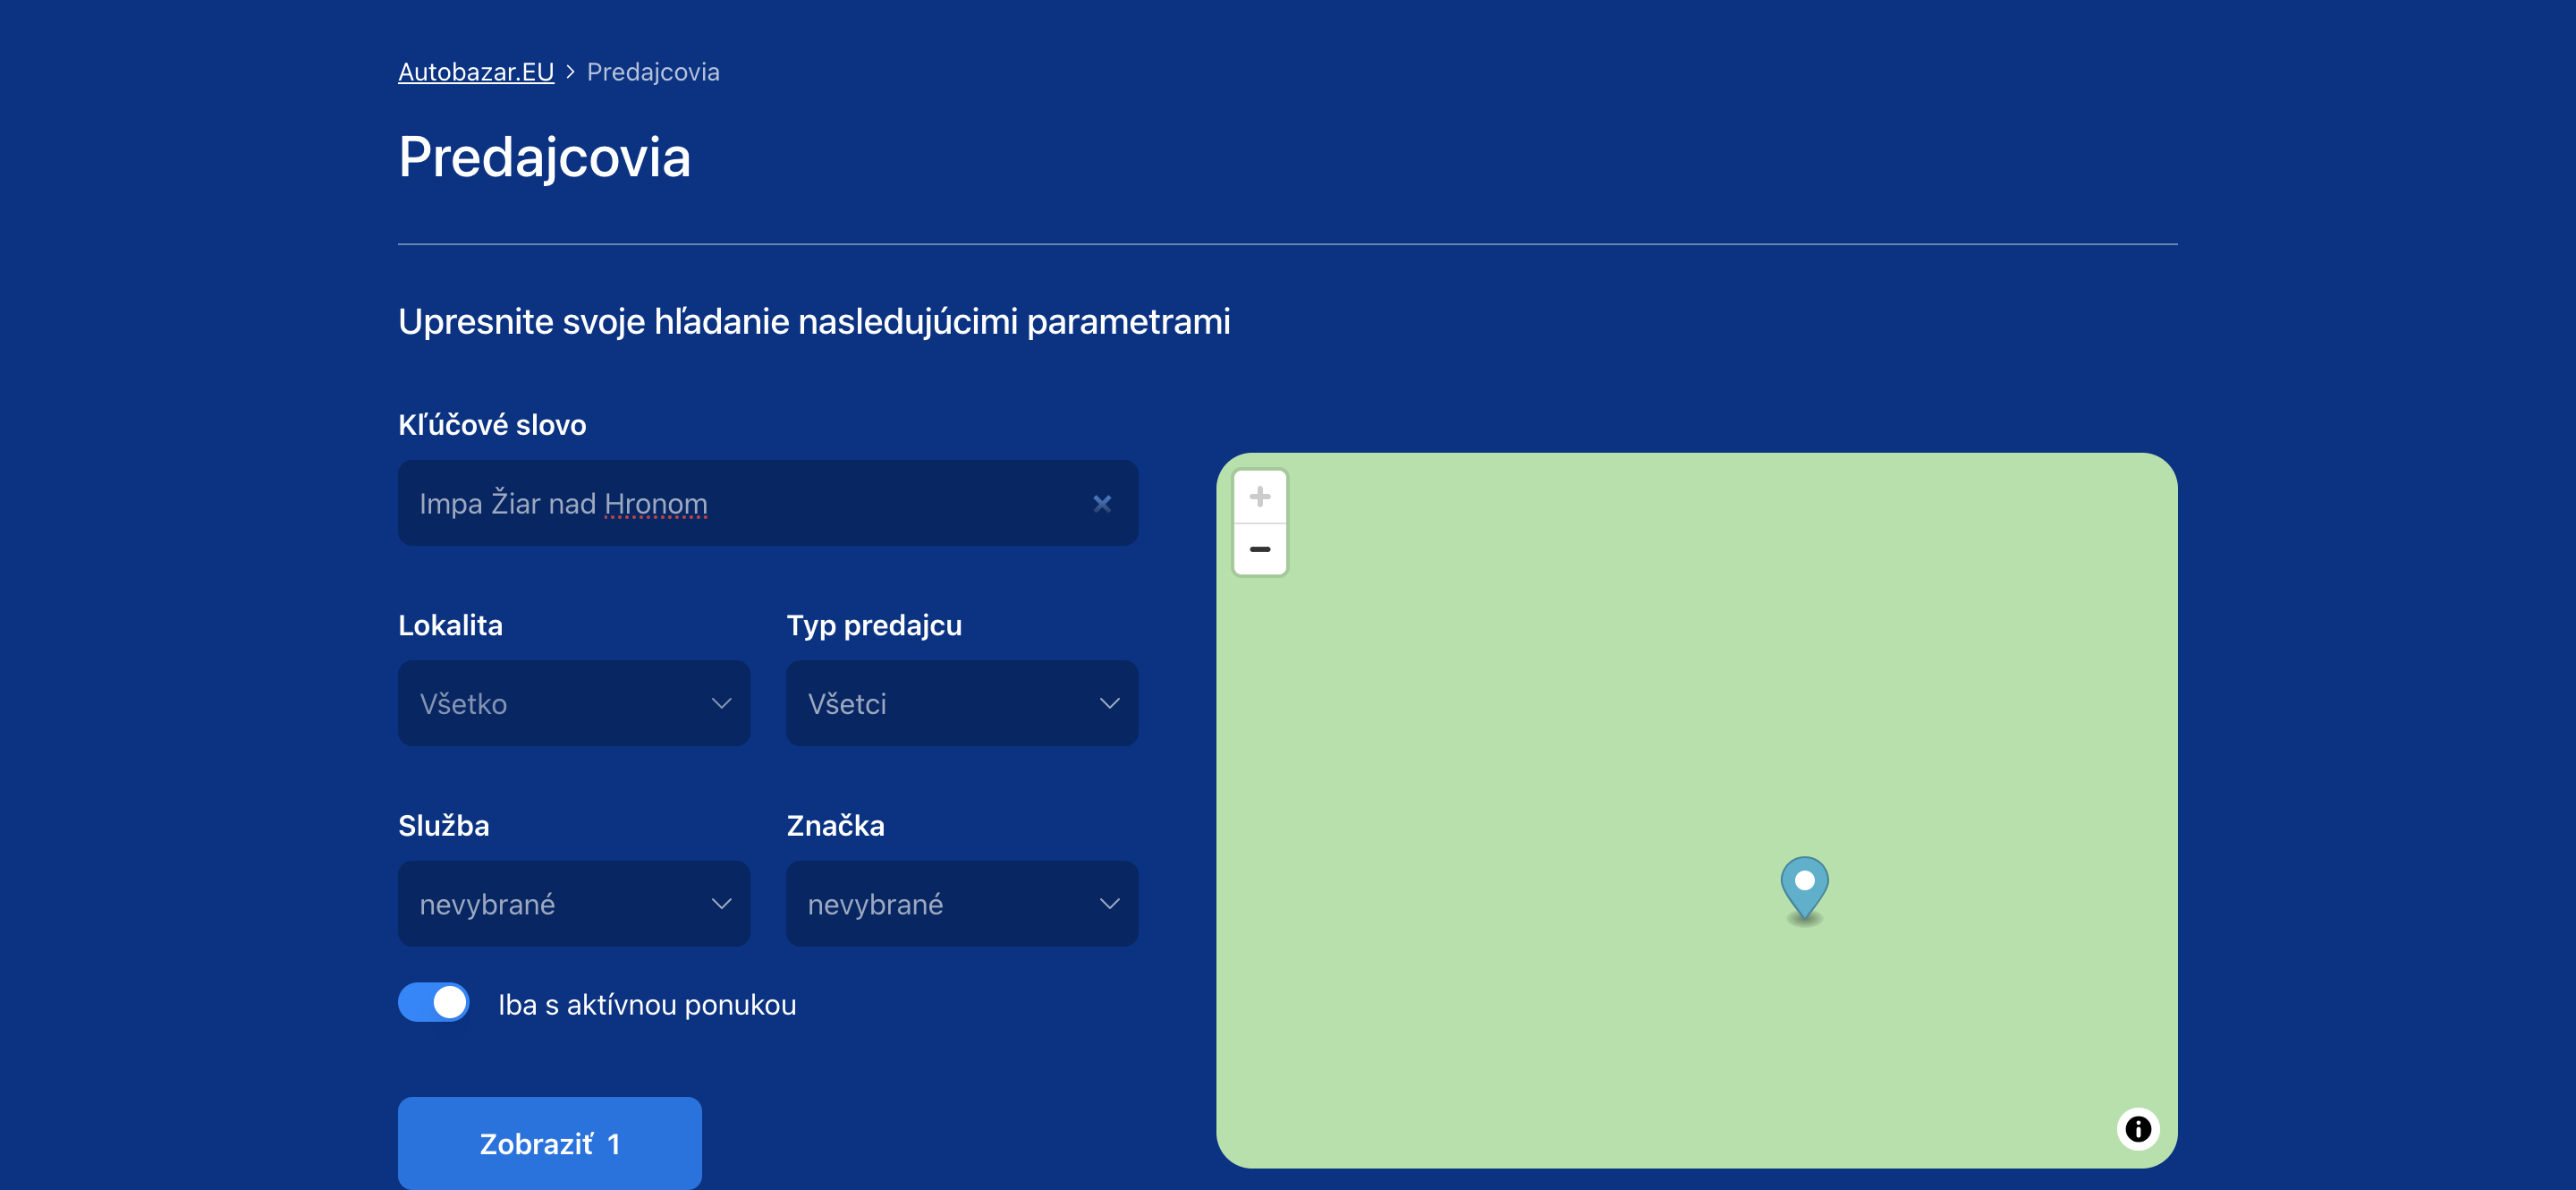 Autobazar.EU > Predajcovia
Predajcovia
Upresnite svoje hľadanie nasledujúcimi parametrami
Kľúčové slovo
Impa Žiar nad Hronom
Lokalita
Typ predajcu
Všetko
Všetci
Služba
Značka
nevybrané
nevybrané
Iba s aktívnou ponukou
Zobraziť 1